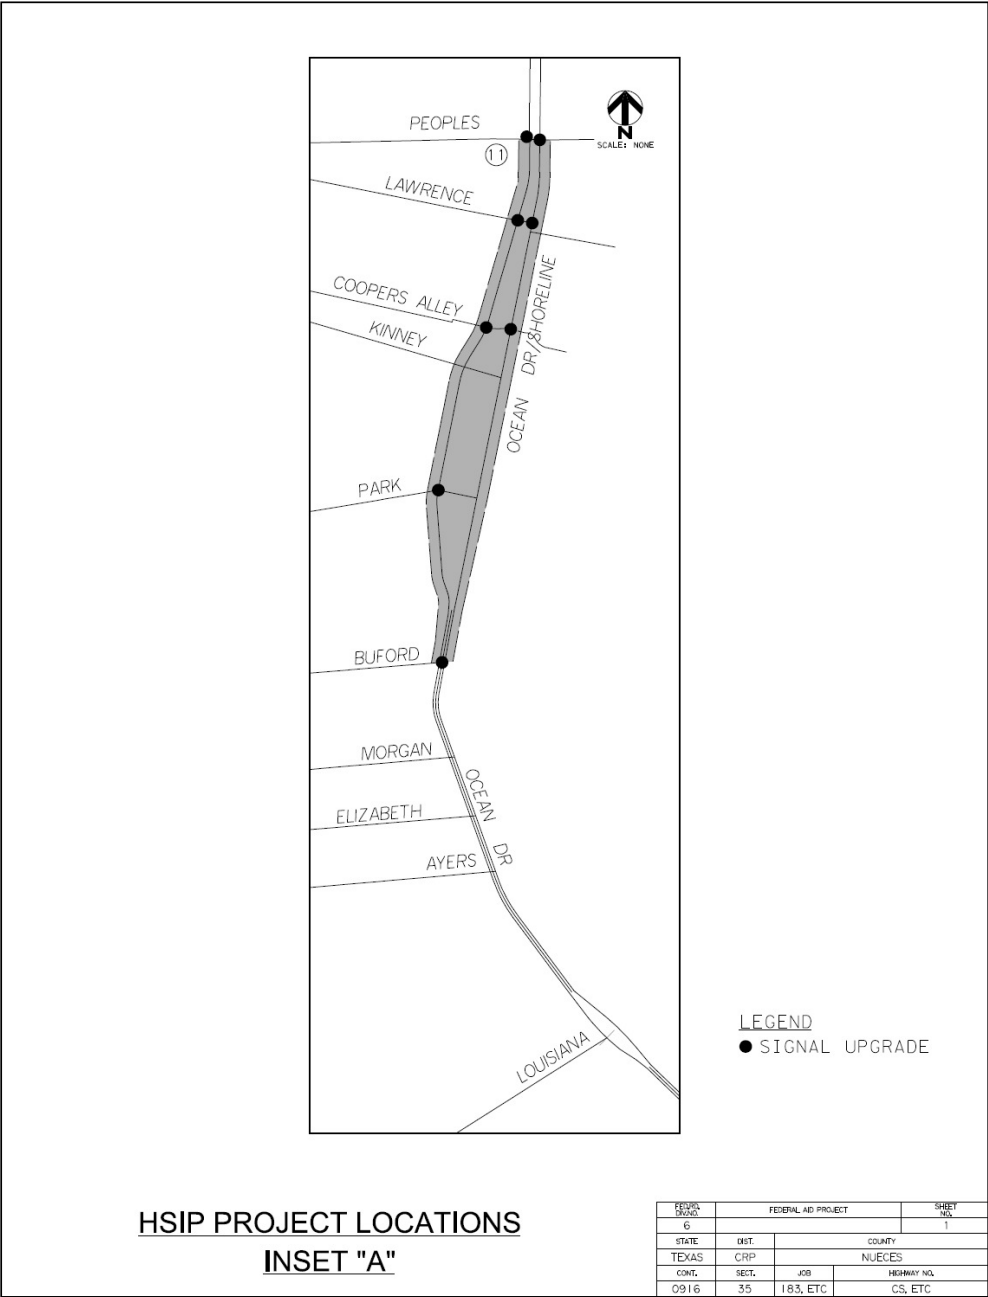 PEOPLES
N
SCALE: NONE
11
LAWRENCE
COOPERS ALLEY
KINNEY
OCEAN DR/SHORELINE
PARK
BUFORD
MORGAN
OCEAN DR
ELIZABETH
AYERS
LOUISIANA
LEGEND
SIGNAL UPGRADE
HSIP PROJECT LOCATIONS
INSET "A"
FED.RD. DIV.NO. FEDERAL AID PROJECT SHEET NO.
6 1
STATE DIST. COUNTY
TEXAS CRP NUECES
CONT. SECT. JOB HIGHWAY NO.
0916 35 183, ETC CS, ETC